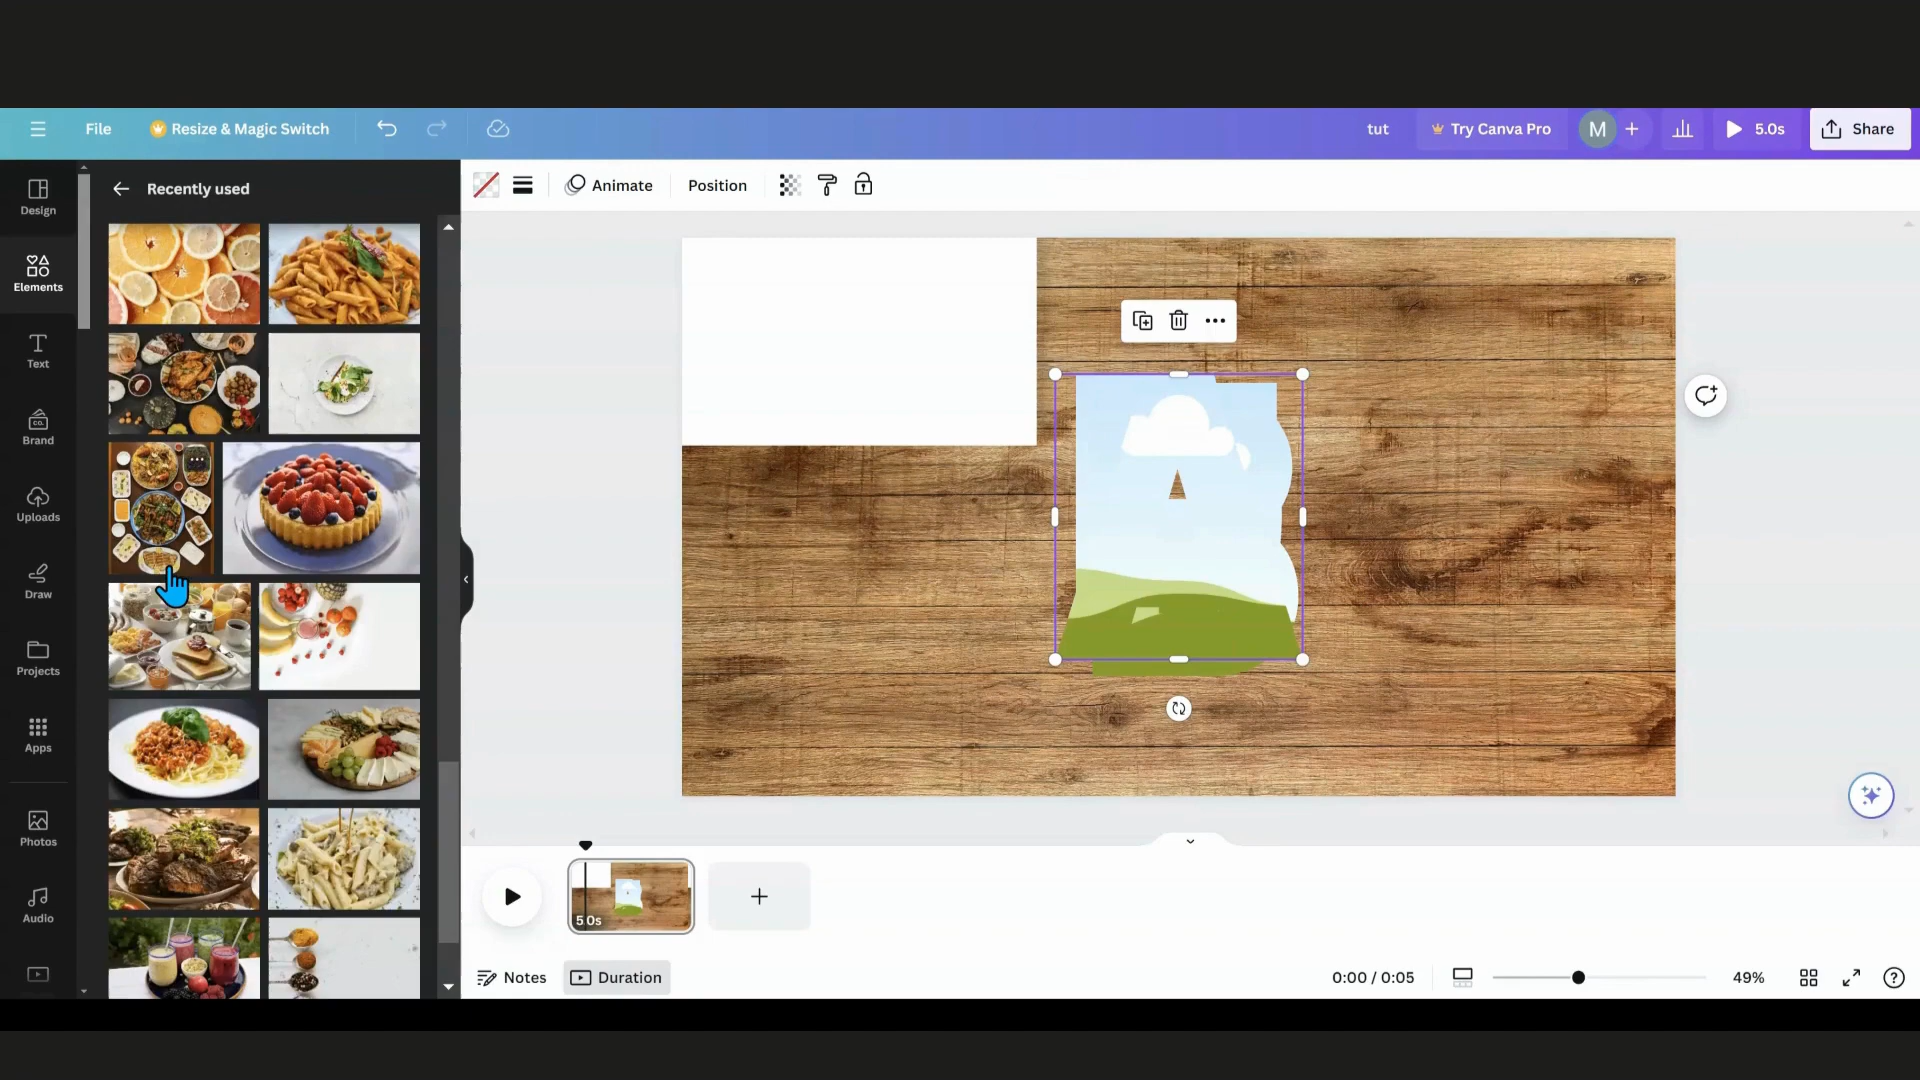 File
Resize & Magic Switch
tut
Try Canva Pro
M
5.0s
Share
Design
Recently used
Animate
Position
Elements
Text
CO.
Brand
Uploads
Draw
Projects
Apps
Photos
Audio
5.0s
Notes
Duration
0:00 / 0:05
49%